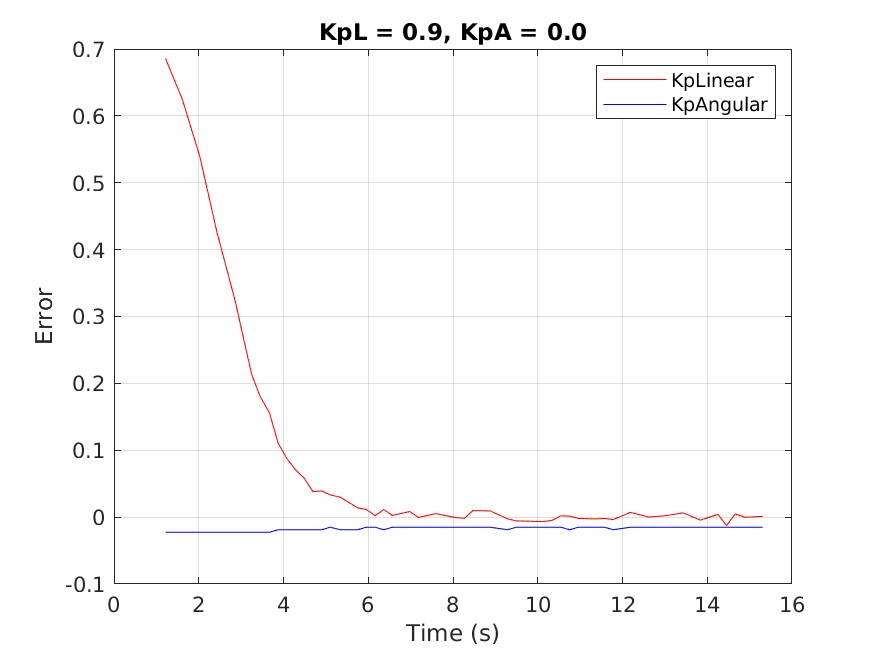 KpL = 0.9, KpA = 0.0
KpLinear
KpAngular
0.7
0.6
0.5
0.4
0.3
0.2
0.1
0
-0.1
Error
0 2 4 6 8 10 12 14 16
Time (s)